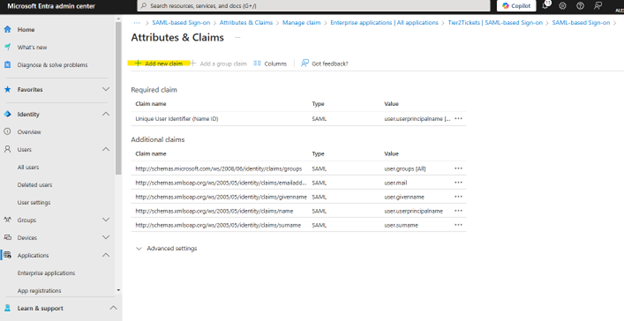 Microsoft Entra admin center
Search resources, services, and docs (G+/)
Copilot
··· > SAML-based Sign-on > Attributes & Claims > Manage claim > Enterprise applications | All applications > Tier2Tickets | SAML-based Sign-on > SAML-based Sign-on >
Attributes & Claims ···
+ Add new claim + Add a group claim Columns Got feedback?
Home
What's new
Diagnose & solve problems
Favorites
Identity
Overview
Users
All users
Deleted users
User settings
Groups
Devices
Applications
Enterprise applications
App registrations
Learn & support
Required claim
Claim name Type Value
Unique User Identifier (Name ID) SAML user.userprincipalname [... ···
Additional claims
Claim name Type Value
http://schemas.microsoft.com/ws/2008/06/identity/claims/groups SAML user.groups [All] ···
http://schemas.xmlsoap.org/ws/2005/05/identity/claims/emailadd... SAML user.mail ···
http://schemas.xmlsoap.org/ws/2005/05/identity/claims/givenname SAML user.givenname ···
http://schemas.xmlsoap.org/ws/2005/05/identity/claims/name SAML user.userprincipalname ···
http://schemas.xmlsoap.org/ws/2005/05/identity/claims/surname SAML user.surname ···
Advanced settings